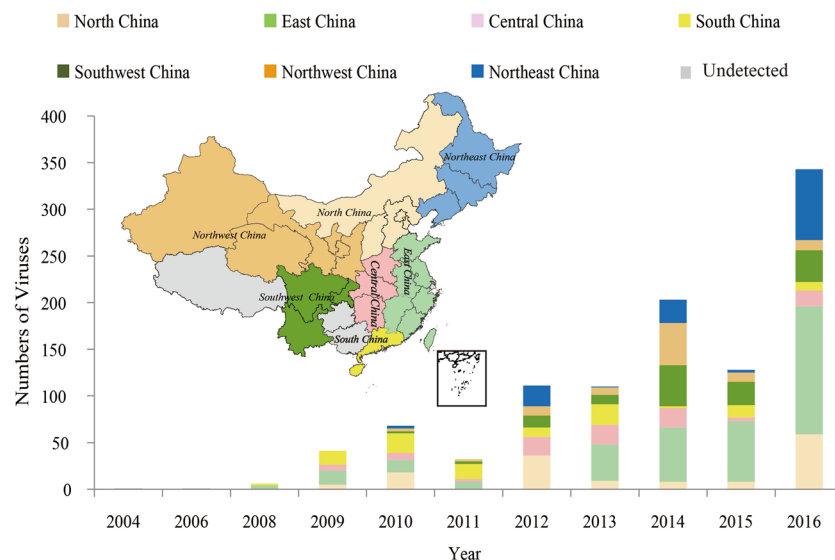 North China East China Central China South China
Southwest China Northwest China Northeast China Undetected
400
350
300
250
200
150
100
50
0
Numbers of Viruses
Northeast China
North China
Northwest China
East China
Central China
Southwest China
South China
2004 2006 2008 2009 2010 2011 2012 2013 2014 2015 2016
Year